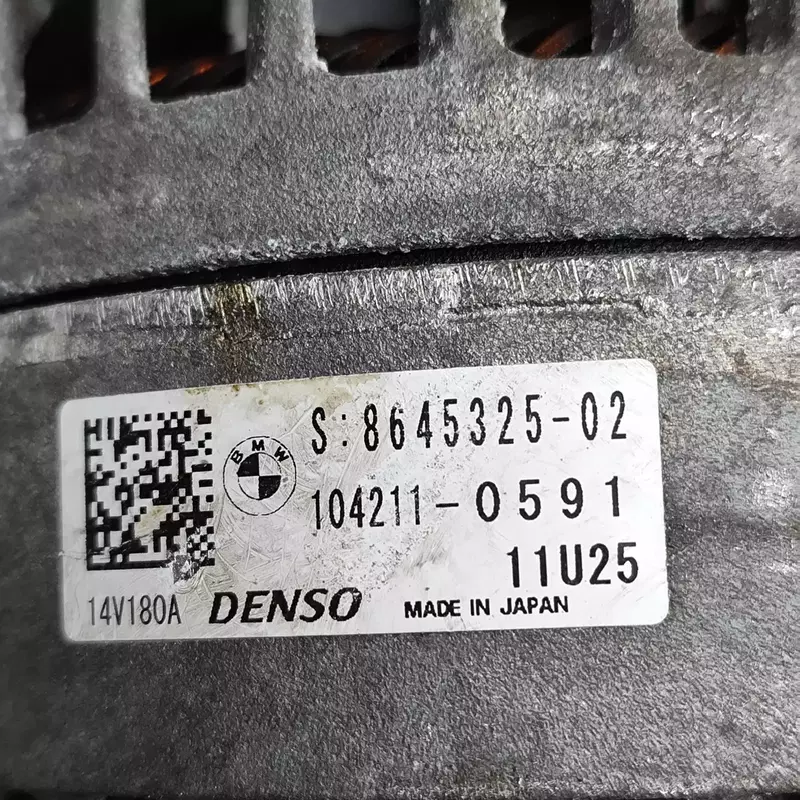 BMW
S:8645325-02
104211-0591
11U25
14V180A DENSO MADE IN JAPAN